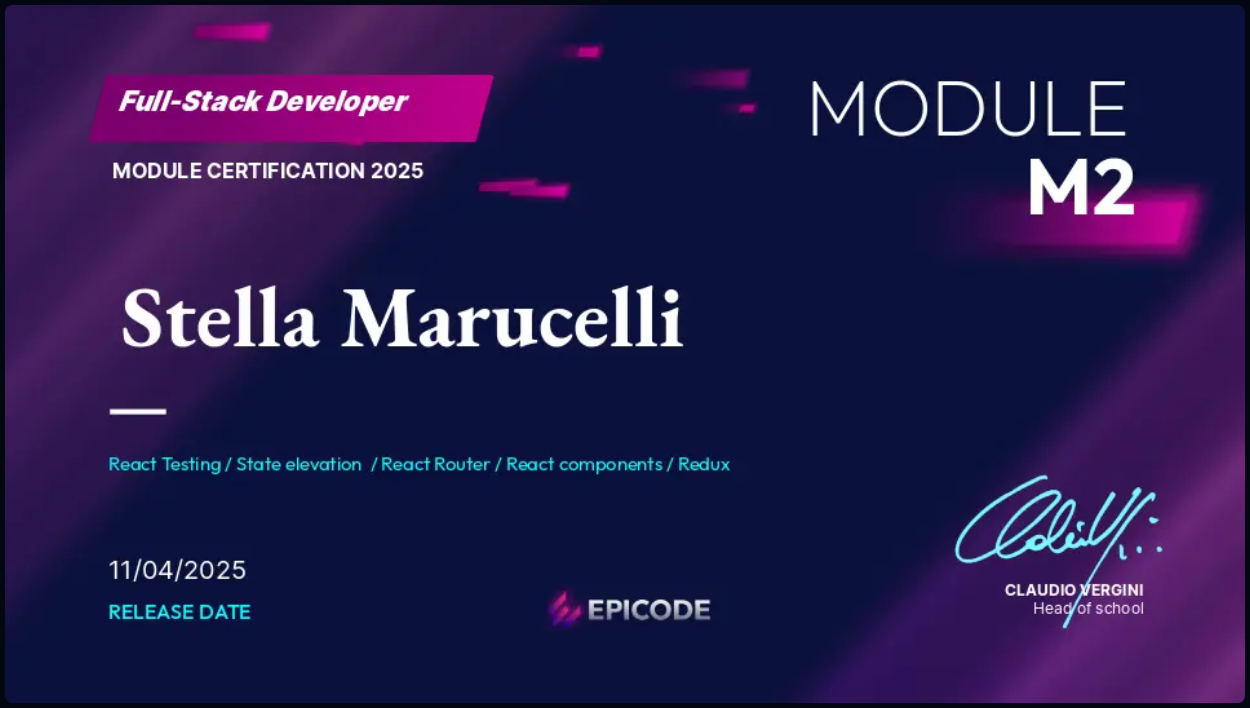 Full-Stack Developer
MODULE CERTIFICATION 2025
MODULE
M2
Stella Marucelli
React Testing / State elevation / React Router / React components / Redux
11/04/2025
RELEASE DATE
EPICODE
CLAUDIO VERGINI
Head of school